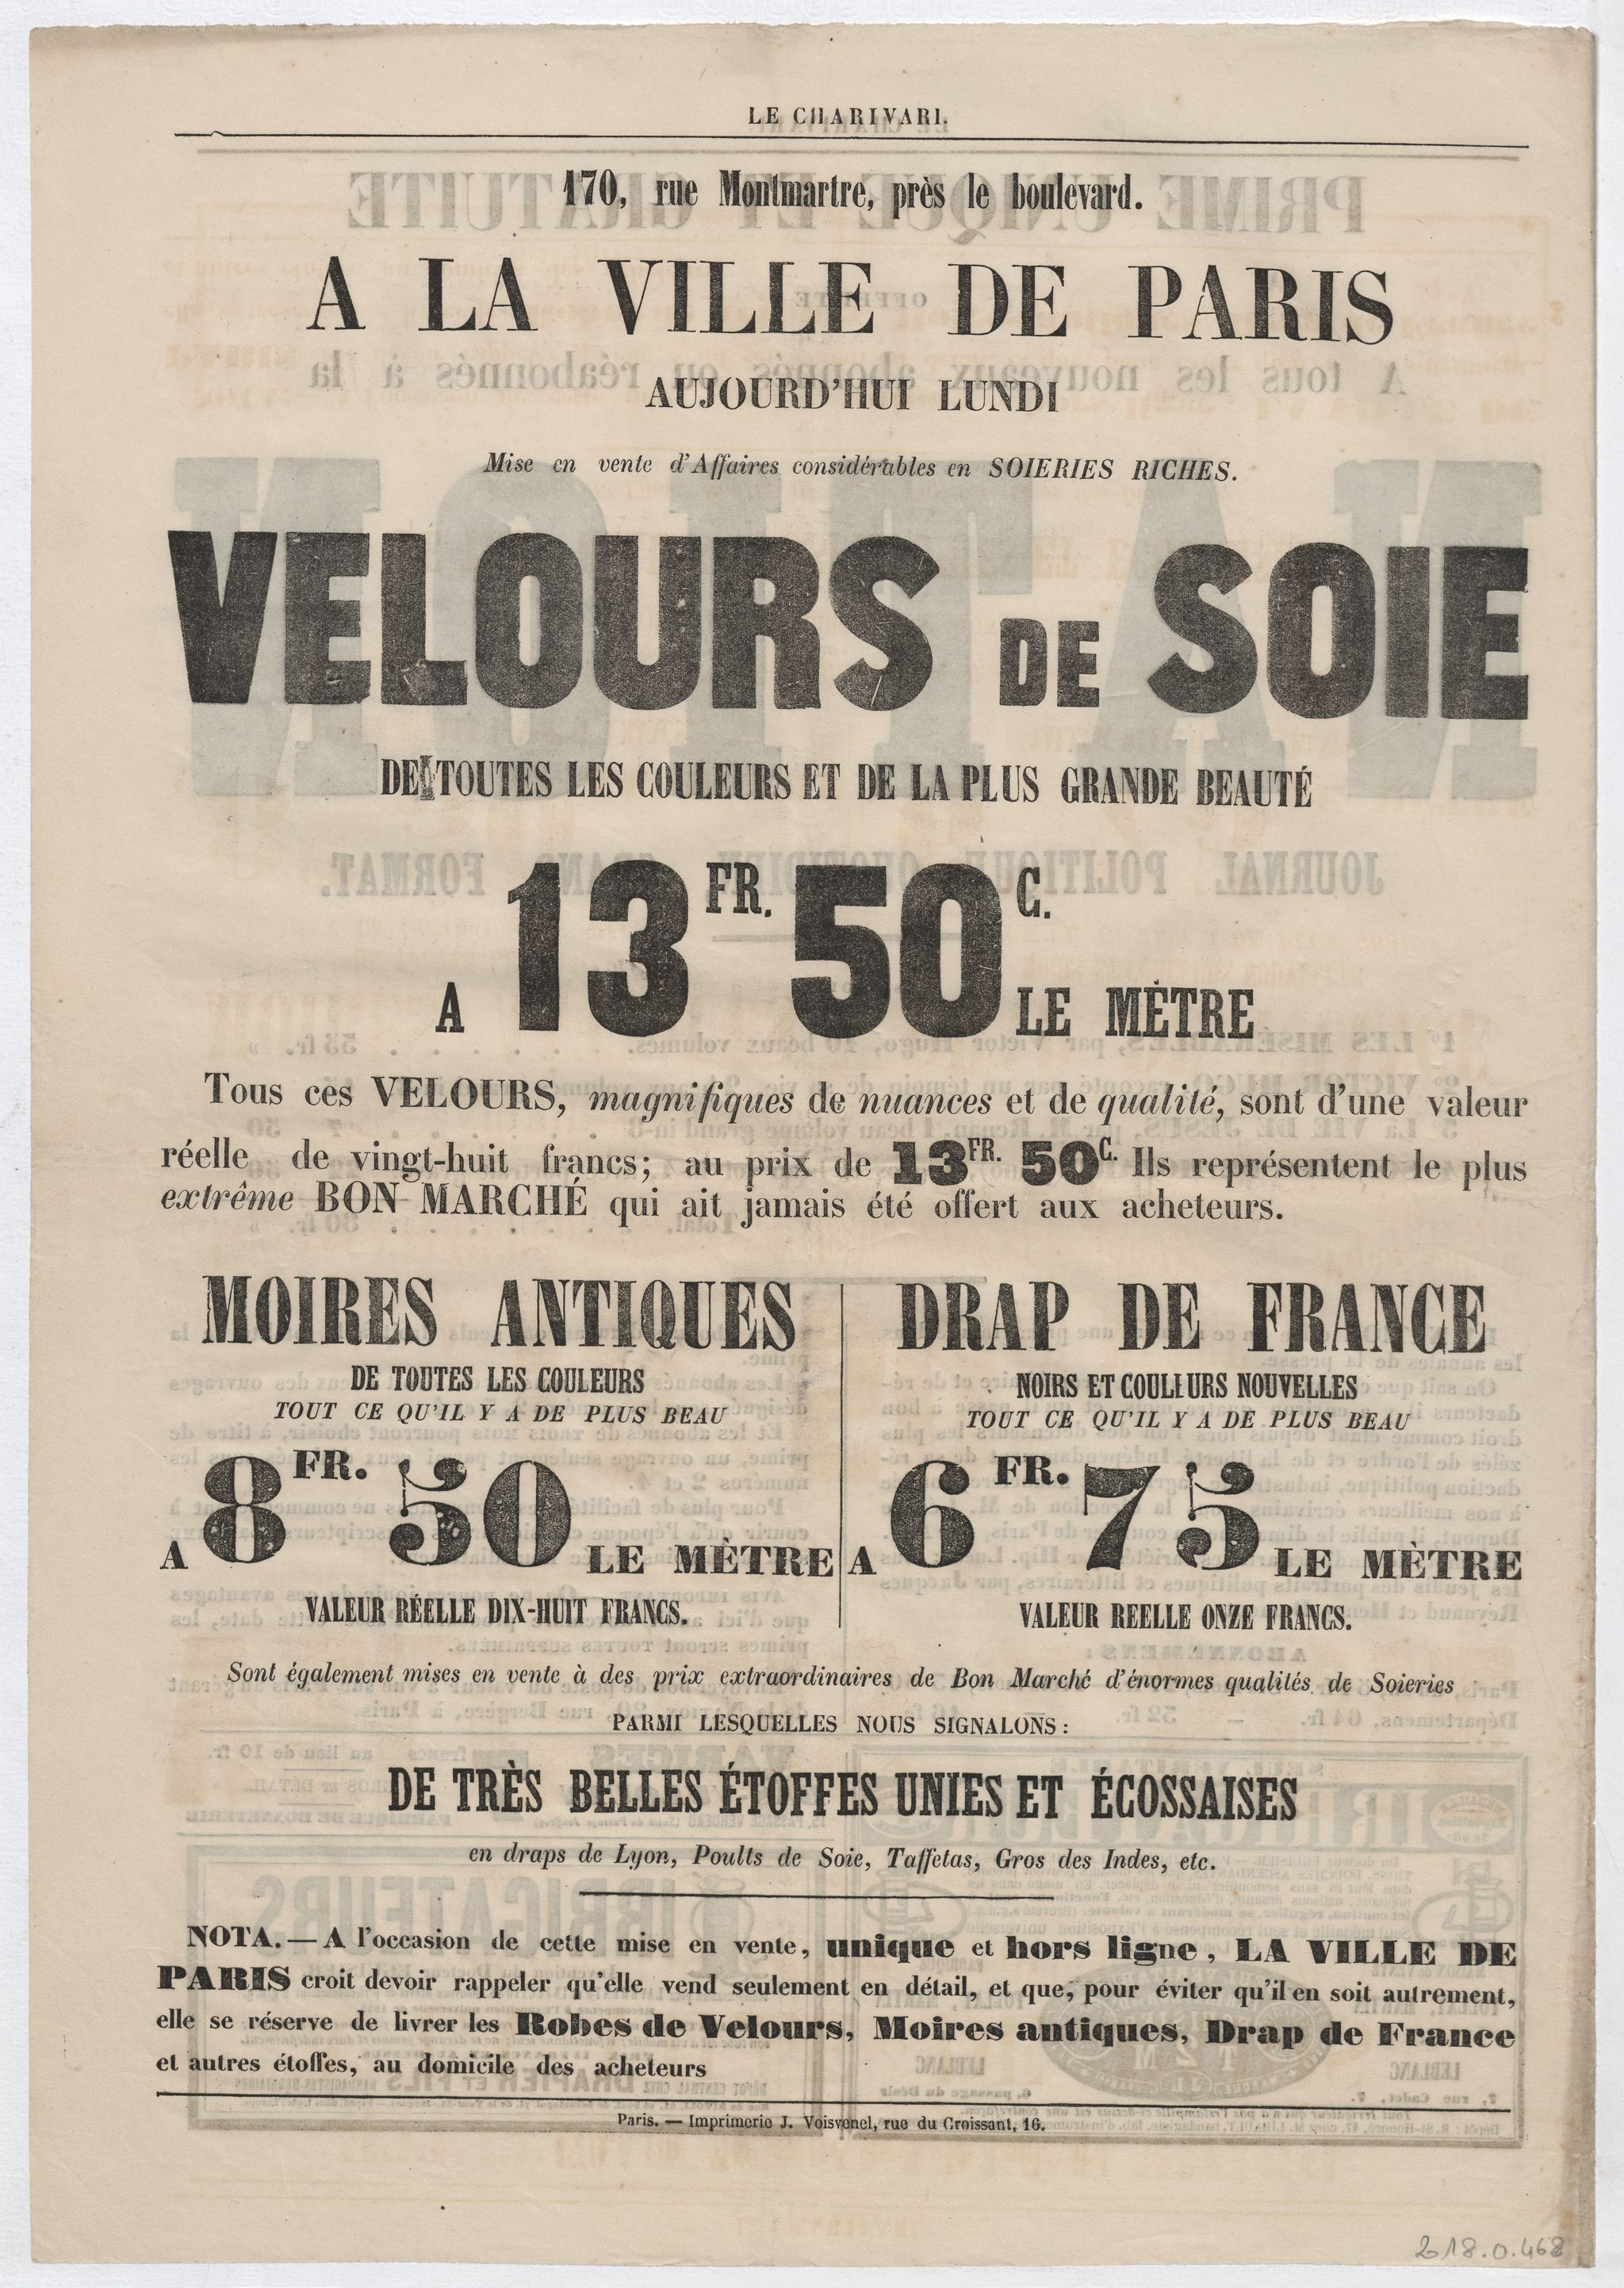 LE CHARIVARI.
170, rue Montmartre, près le boulevard.
A LA VILLE DE PARIS
AUJOURD'HUI LUNDI
Mise en vente d'Affaires considérables en SOIERIES RICHES.
VELOURS DE SOIE
DE TOUTES LES COULEURS ET DE LA PLUS GRANDE BEAUTÉ
A 13 FR. 50 C. LE MÈTRE
Tous ces VELOURS, magnifiques de nuances et de qualité, sont d'une valeur
réelle de vingt-huit francs; au prix de 13 FR. 50 C. Ils représentent le plus
extrême BON MARCHÉ qui ait jamais été offert aux acheteurs.
MOIRES ANTIQUES
DE TOUTES LES COULEURS
TOUT CE QU'IL Y A DE PLUS BEAU
A 8 FR. 50 LE MÈTRE
VALEUR RÉELLE DIX-HUIT FRANCS.
DRAP DE FRANCE
NOIRS ET COULEURS NOUVELLES
TOUT CE QU'IL Y A DE PLUS BEAU
A 6 FR. 75 LE MÈTRE
VALEUR REELLE ONZE FRANCS.
Sont également mises en vente à des prix extraordinaires de Bon Marché d'énormes qualités de Soieries
PARMI LESQUELLES NOUS SIGNALONS:
DE TRÈS BELLES ÉTOFFES UNIES ET ÉCOSSAISES
en draps de Lyon, Poults de Soie, Taffetas, Gros des Indes, etc.
NOTA. — A l'occasion de cette mise en vente, unique et hors ligne, LA VILLE DE
PARIS croit devoir rappeler qu'elle vend seulement en détail, et que, pour éviter qu'il en soit autrement,
elle se réserve de livrer les Robes de Velours, Moires antiques, Drap de France
et autres étoffes, au domicile des acheteurs
Paris. — Imprimerie J. Voisvenel, rue du Croissant, 16.
218.0.468